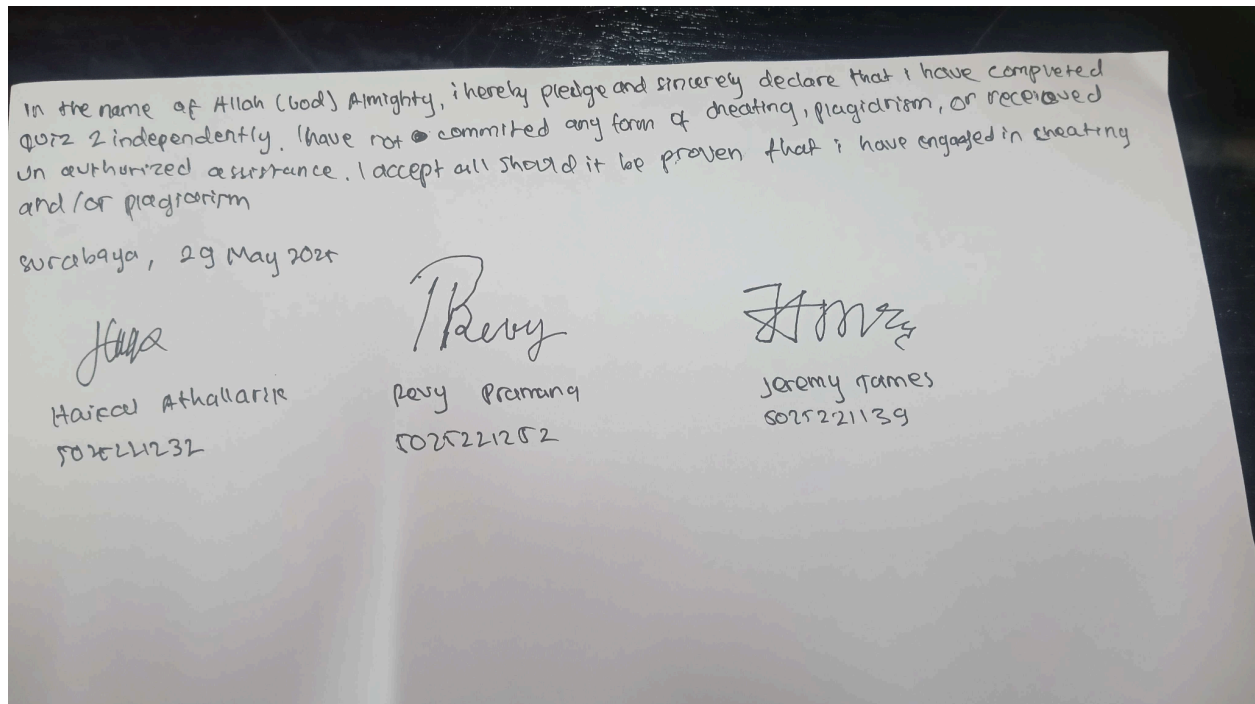 In the name of Allah (God) Almighty, i hereby pledge and sincerely declare that i have completed
quiz 2 independently. I have not commited any form of cheating, plagiarism, or received
un authorized assistance. I accept all should it be proven that i have engaged in cheating
and/or plagiarism
Surabaya, 29 May 2025
Revy
Haikal Athallarik Revy Pramana Jeremy James
5025221252 5025221139